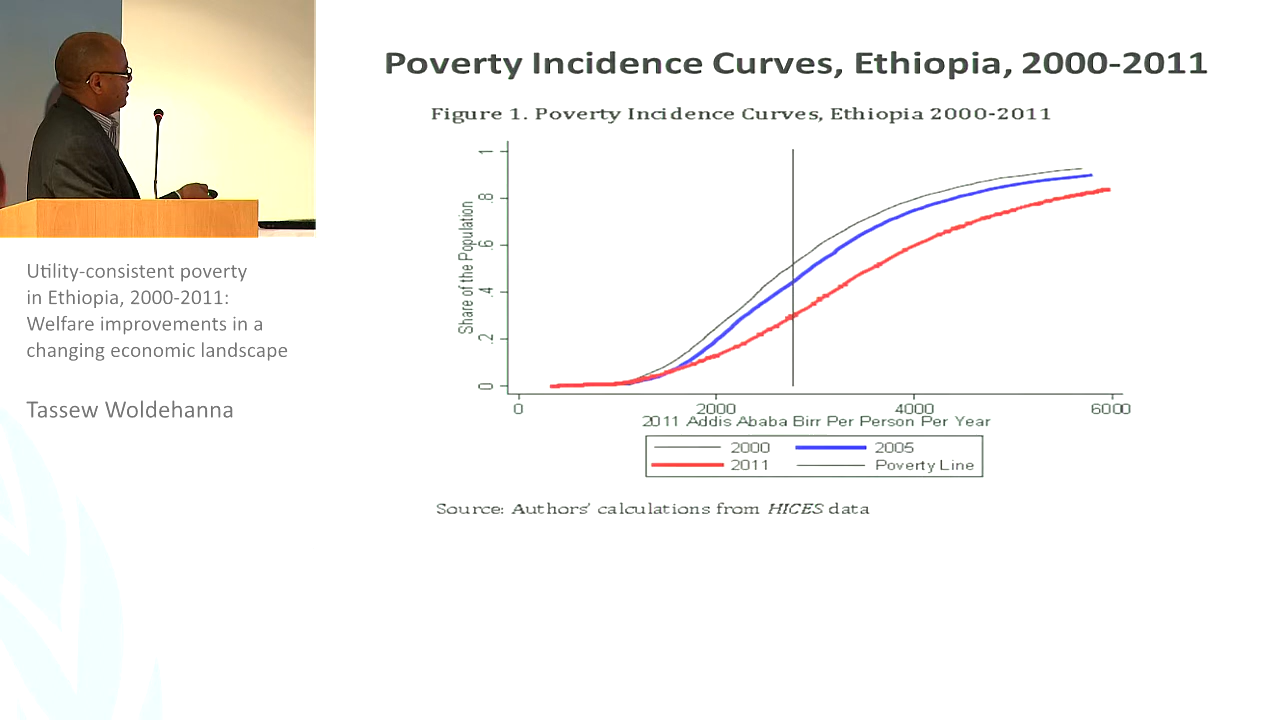 Poverty Incidence Curves, Ethiopia, 2000-2011
Figure 1. Poverty Incidence Curves, Ethiopia 2000-2011
Share of the Population
1
.8
.6
.4
.2
0
0 2000 4000 6000
2011 Addis Ababa Birr Per Person Per Year
2000 2005
2011 Poverty Line
Source: Authors' calculations from HICES data
Utility-consistent poverty
in Ethiopia, 2000-2011:
Welfare improvements in a
changing economic landscape
Tassew Woldehanna